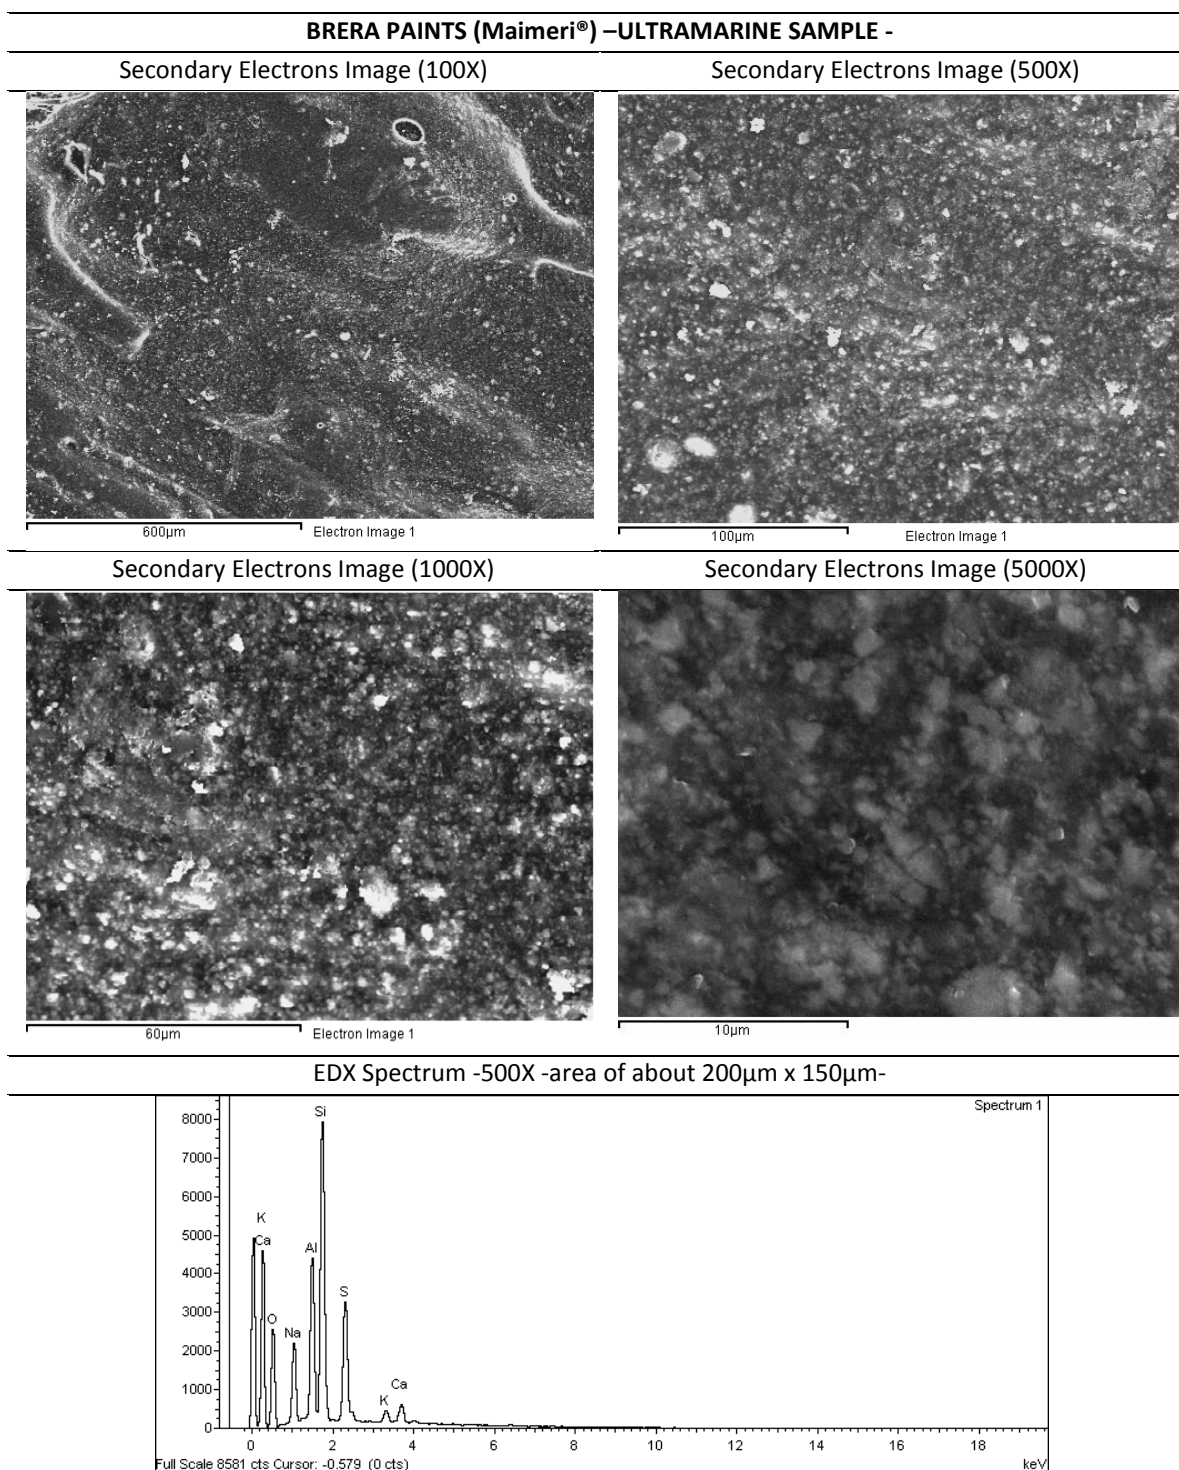 BRERA PAINTS (Maimeri®) –ULTRAMARINE SAMPLE -
Secondary Electrons Image (100X)
Secondary Electrons Image (500X)
600µm
Electron Image 1
100µm
Electron Image 1
Secondary Electrons Image (1000X)
Secondary Electrons Image (5000X)
60µm
Electron Image 1
10µm
EDX Spectrum -500X -area of about 200µm x 150µm-
Spectrum 1
8000
7000
6000
5000
4000
3000
2000
1000
0
K
Ca
O
Na
Al
Si
S
K
Ca
0 2 4 6 8 10 12 14 16 18
Full Scale 8581 cts Cursor: -0.579 (0 cts)
keV